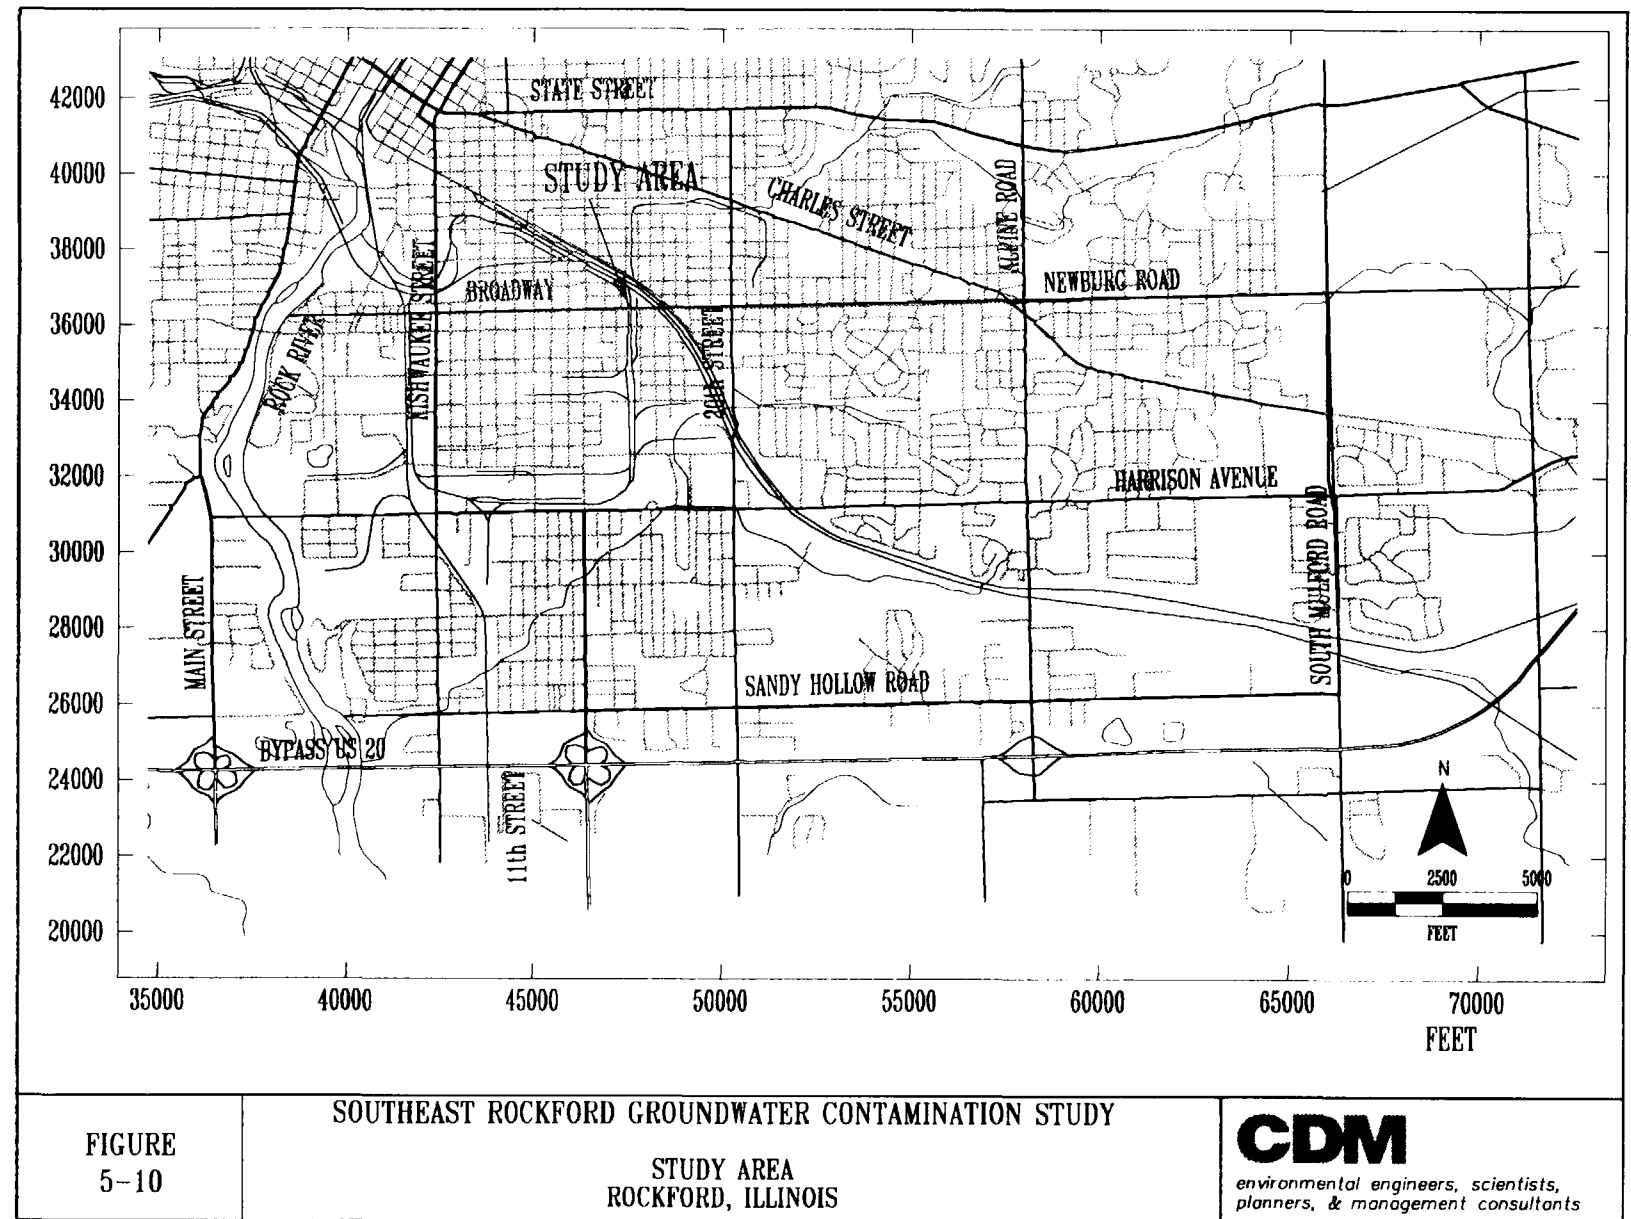 42000
40000
38000
36000
34000
32000
30000
28000
26000
24000
22000
20000
STATE STREET
STUDY AREA
CHARLES STREET
ALPINE ROAD
KISHWAUKEE STREET
BROADWAY
NEWBURG ROAD
ROCK RIVER
20th STREET
HARRISON AVENUE
MAIN STREET
SOUTH MULFORD ROAD
SANDY HOLLOW ROAD
BYPASS US 20
11th STREET
N
0 2500 5000
FEET
35000 40000 45000 50000 55000 60000 65000 70000
FEET
FIGURE
5-10
SOUTHEAST ROCKFORD GROUNDWATER CONTAMINATION STUDY
STUDY AREA
ROCKFORD, ILLINOIS
CDM
environmental engineers, scientists,
planners, & management consultants